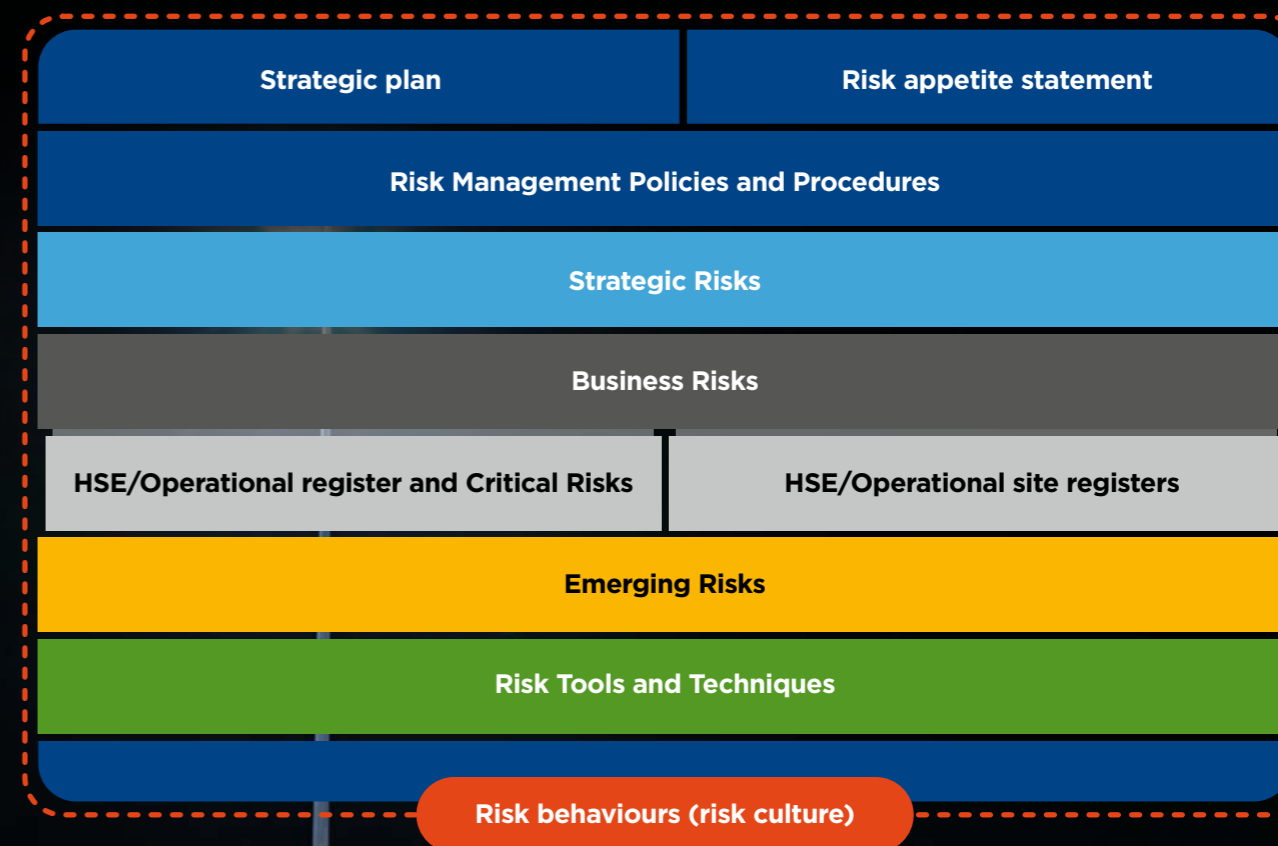 Strategic plan
Risk appetite statement
Risk Management Policies and Procedures
Strategic Risks
Business Risks
HSE/Operational register and Critical Risks
HSE/Operational site registers
Emerging Risks
Risk Tools and Techniques
Risk behaviours (risk culture)